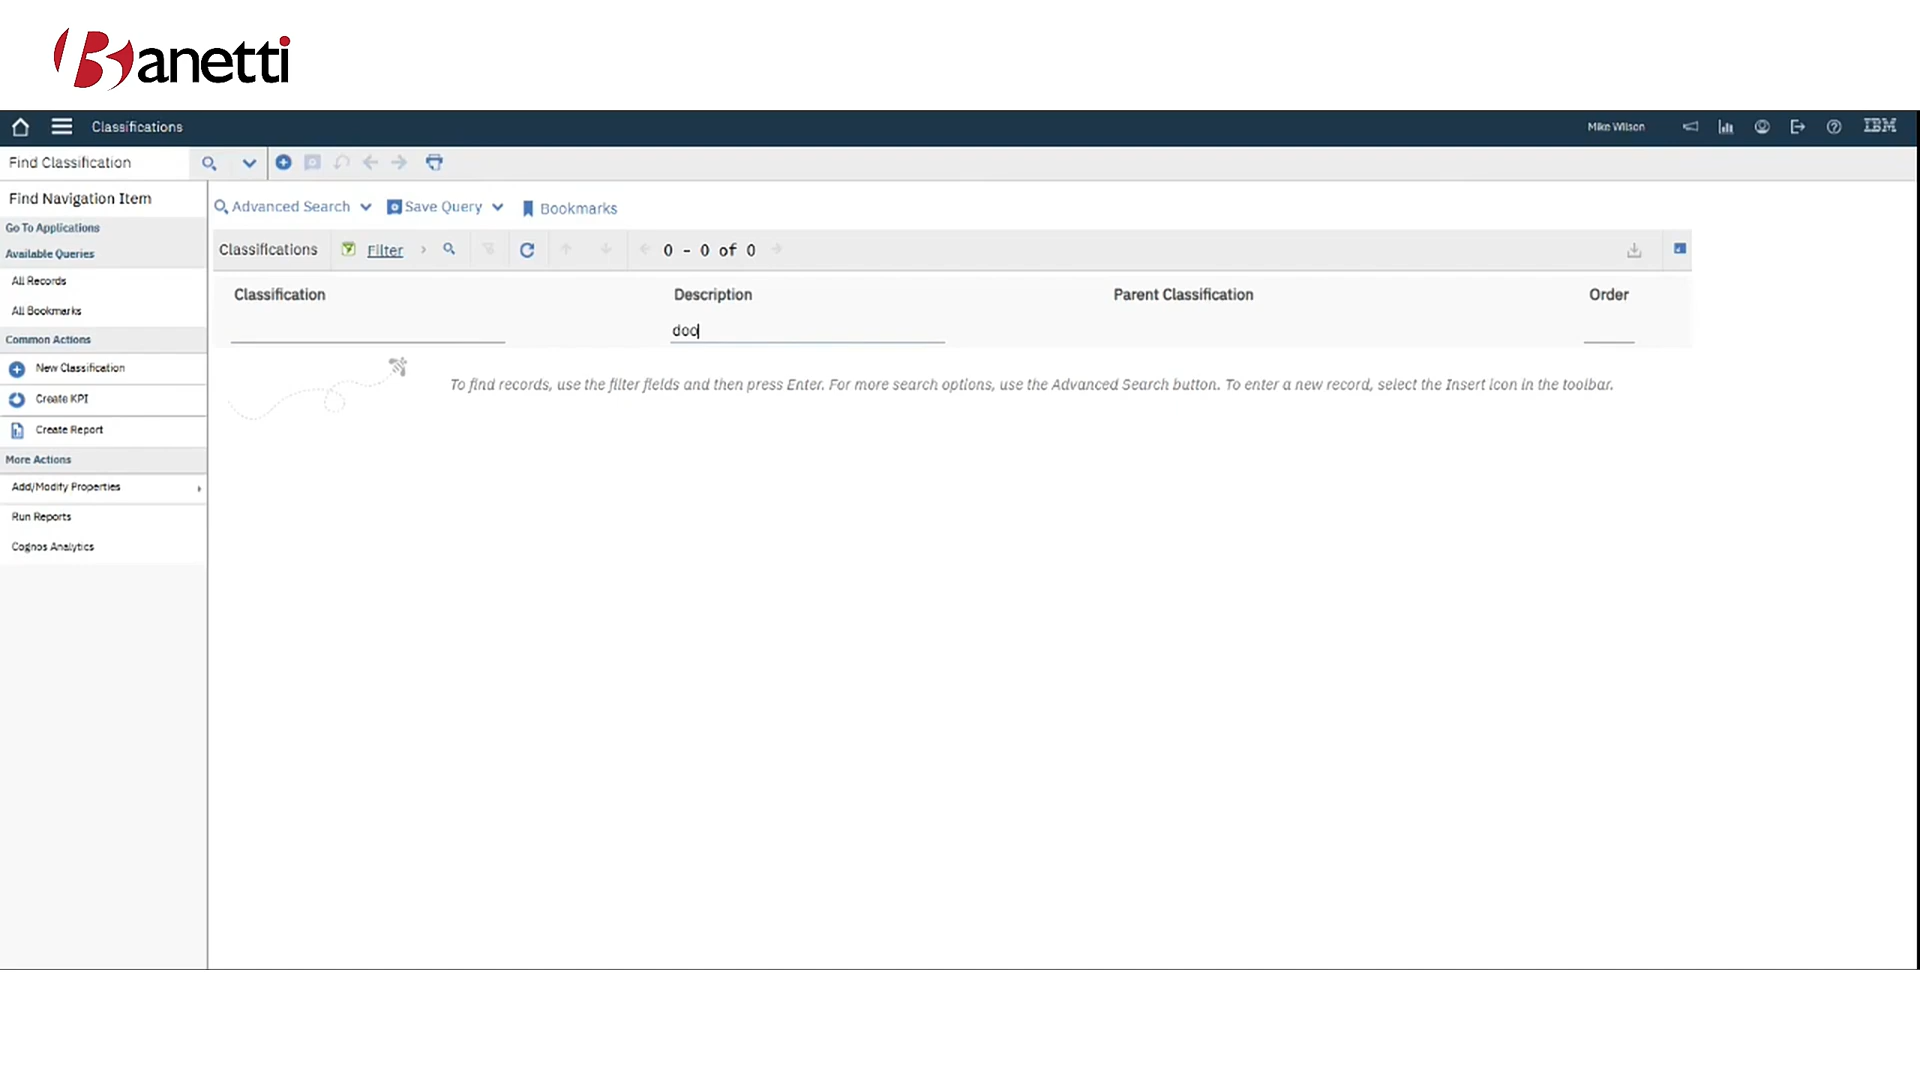 Banetti
Classifications
Mike Wilson
IBM
Find Classification
Find Navigation Item
Go To Applications
Available Queries
All Records
All Bookmarks
Common Actions
New Classification
Create KPI
Create Report
More Actions
Add/Modify Properties
Run Reports
Cognos Analytics
Advanced Search
Save Query
Bookmarks
Classifications
Filter
0 - 0 of 0
Classification
Description
Parent Classification
Order
doo
To find records, use the filter fields and then press Enter. For more search options, use the Advanced Search button. To enter a new record, select the Insert icon in the toolbar.